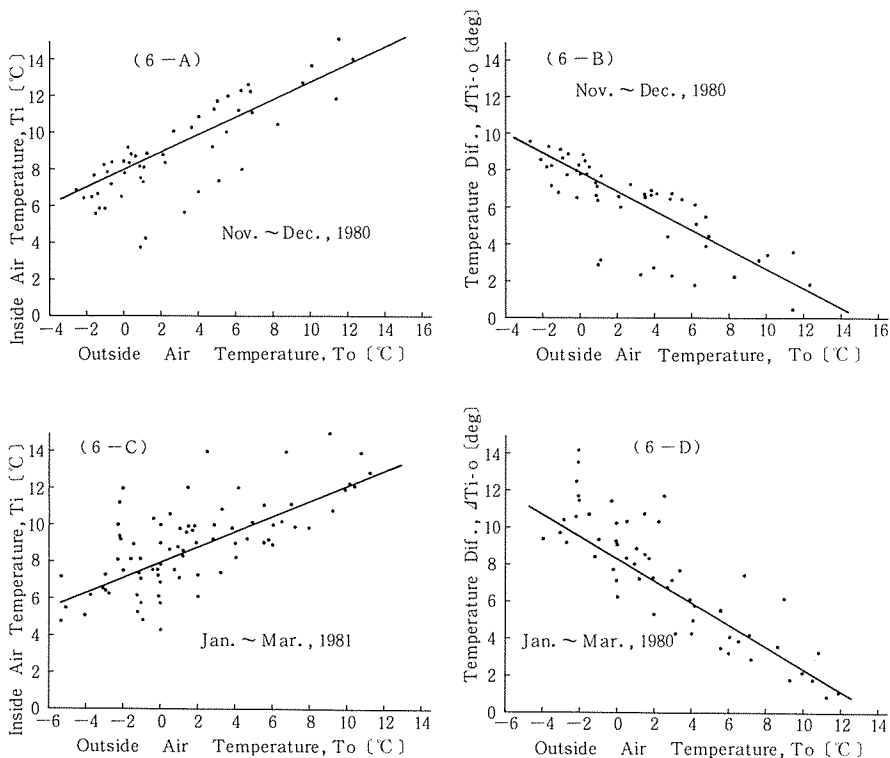 (6-A)
Nov.~Dec., 1980
Inside Air Temperature, Ti [℃]
14
12
10
8
6
4
2
0
-4 -2 0 2 4 6 8 10 12 14 16
Outside Air Temperature, To [℃]
(6-B)
Nov.~Dec., 1980
Temperature Dif., ΔTi-o [deg]
14
12
10
8
6
4
2
0
-4 -2 0 2 4 6 8 10 12 14 16
Outside Air Temperature, To [℃]
(6-C)
Jan.~Mar., 1981
Inside Air Temperature, Ti [℃]
14
12
10
8
6
4
2
0
-6 -4 -2 0 2 4 6 8 10 12 14
Outside Air Temperature, To [℃]
(6-D)
Jan.~Mar., 1980
Temperature Dif., ΔTi-o [deg]
14
12
10
8
6
4
2
0
-6 -4 -2 0 2 4 6 8 10 12 14
Outside Air Temperature, To [℃]